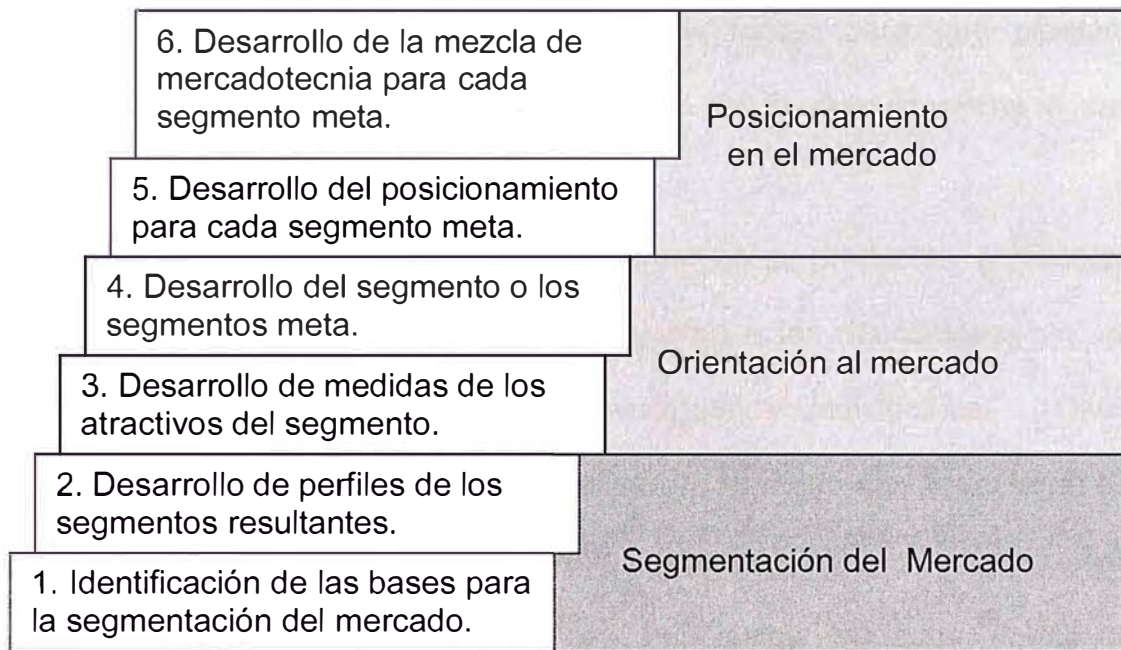 6. Desarrollo de la mezcla de
mercadotecnia para cada
segmento meta.
Posicionamiento
en el mercado
5. Desarrollo del posicionamiento
para cada segmento meta.
4. Desarrollo del segmento o los
segmentos meta.
Orientación al mercado
3. Desarrollo de medidas de los
atractivos del segmento.
2. Desarrollo de perfiles de los
segmentos resultantes.
Segmentación del Mercado
1. Identificación de las bases para
la segmentación del mercado.